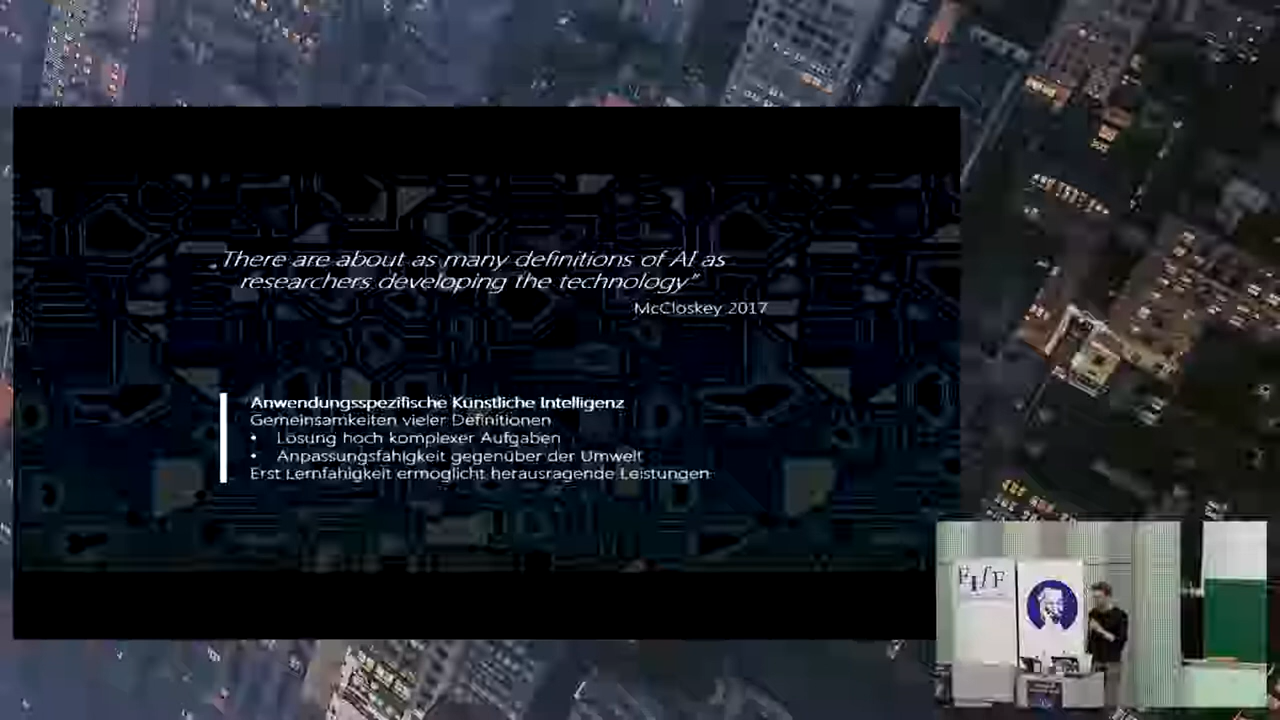 „There are about as many definitions of AI as
researchers developing the technology“
McCloskey 2017
Anwendungsspezifische Künstliche Intelligenz
Gemeinsamkeiten vieler Definitionen
• Lösung hoch komplexer Aufgaben
• Anpassungsfähigkeit gegenüber der Umwelt
Erst Lernfähigkeit ermöglicht herausragende Leistungen
FIfF